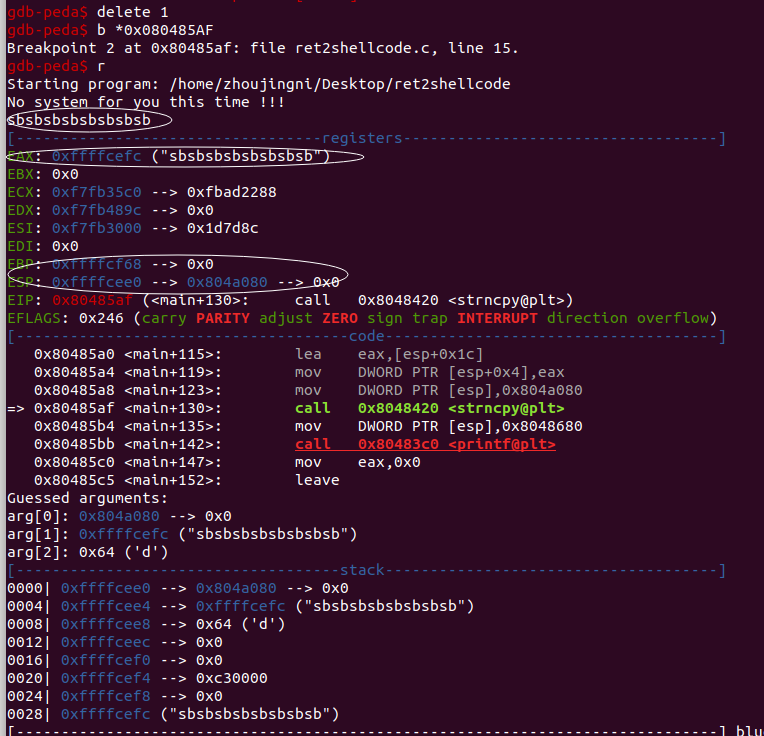 gdb-peda$ delete 1
gdb-peda$ b *0x080485AF
Breakpoint 2 at 0x80485af: file ret2shellcode.c, line 15.
gdb-peda$ r
Starting program: /home/zhoujingni/Desktop/ret2shellcode
No system for you this time !!!
sbsbsbsbsbsbsbsb
[----------------------------------registers-----------------------------------]
EAX: 0xffffcefc ("sbsbsbsbsbsbsbsb")
EBX: 0x0
ECX: 0xf7fb35c0 --> 0xfbad2288
EDX: 0xf7fb489c --> 0x0
ESI: 0xf7fb3000 --> 0x1d7d8c
EDI: 0x0
EBP: 0xffffcf68 --> 0x0
ESP: 0xffffcee0 --> 0x804a080 --> 0x0
EIP: 0x80485af (<main+130>:	call   0x8048420 <strncpy@plt>)
EFLAGS: 0x246 (carry PARITY adjust ZERO sign trap INTERRUPT direction overflow)
[-------------------------------------code-------------------------------------]
   0x80485a0 <main+115>:	lea    eax,[esp+0x1c]
   0x80485a4 <main+119>:	mov    DWORD PTR [esp+0x4],eax
   0x80485a8 <main+123>:	mov    DWORD PTR [esp],0x804a080
=> 0x80485af <main+130>:	call   0x8048420 <strncpy@plt>
   0x80485b4 <main+135>:	mov    DWORD PTR [esp],0x8048680
   0x80485bb <main+142>:	call   0x80483c0 <printf@plt>
   0x80485c0 <main+147>:	mov    eax,0x0
   0x80485c5 <main+152>:	leave
Guessed arguments:
arg[0]: 0x804a080 --> 0x0
arg[1]: 0xffffcefc ("sbsbsbsbsbsbsbsb")
arg[2]: 0x64 ('d')
[------------------------------------stack-------------------------------------]
0000| 0xffffcee0 --> 0x804a080 --> 0x0
0004| 0xffffcee4 --> 0xffffcefc ("sbsbsbsbsbsbsbsb")
0008| 0xffffcee8 --> 0x64 ('d')
0012| 0xffffceec --> 0x0
0016| 0xffffcef0 --> 0x0
0020| 0xffffcef4 --> 0xc30000
0024| 0xffffcef8 --> 0x0
0028| 0xffffcefc ("sbsbsbsbsbsbsbsb")
[------------------------------------------------------------------------------] blu